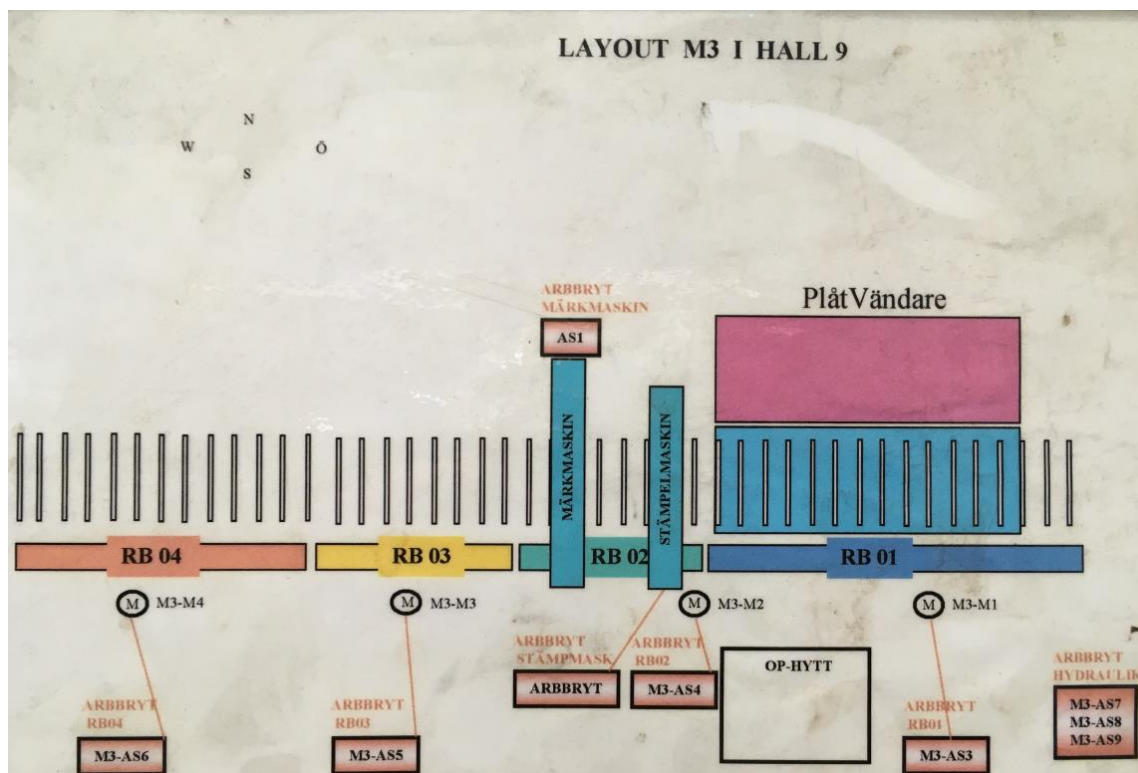 LAYOUT M3 I HALL 9
N
W
Ö
S
ARBBRYT
MÄRKMASKIN
AS1
PlåtVändare
MÄRKMASKIN
STÄMPELMASKIN
RB 04
RB 03
RB 02
RB 01
M
M3-M4
M
M3-M3
M
M3-M2
M
M3-M1
ARBBRYT
STÄMPMASK
ARBBRYT
ARBBRYT
RB02
M3-AS4
OP-HYTT
ARBBRYT
HYDRAULIK
M3-AS7
M3-AS8
M3-AS9
ARBBRYT
RB04
M3-AS6
ARBBRYT
RB03
M3-AS5
ARBBRYT
RB01
M3-AS3